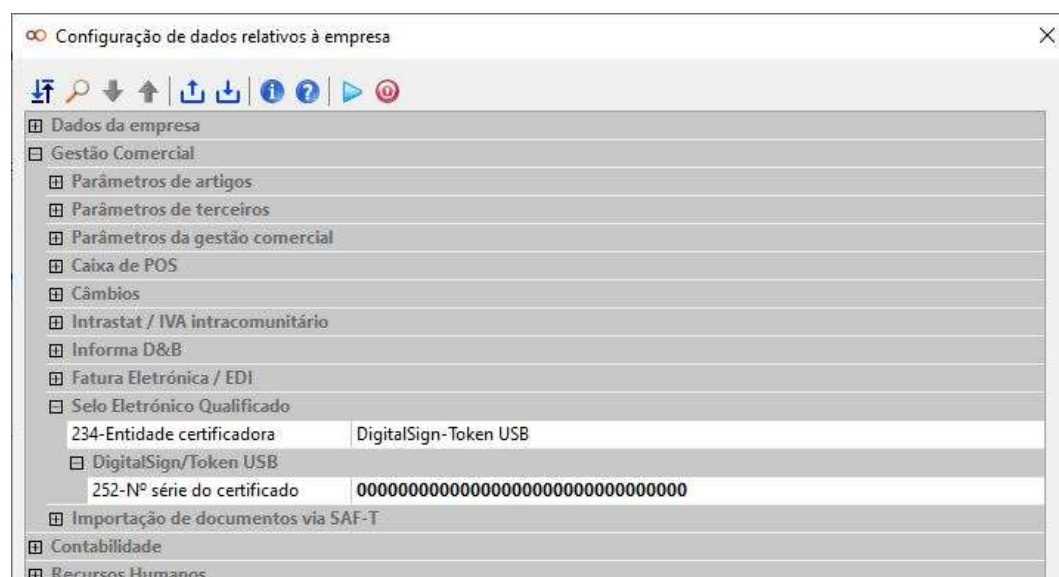 Configuração de dados relativos à empresa
Dados da empresa
Gestão Comercial
Parâmetros de artigos
Parâmetros de terceiros
Parâmetros da gestão comercial
Caixa de POS
Câmbios
Intrastat / IVA intracomunitário
Informa D&B
Fatura Eletrónica / EDI
Selo Eletrónico Qualificado
234-Entidade certificadora DigitalSign-Token USB
DigitalSign/Token USB
252-Nº série do certificado 00000000000000000000000000000000
Importação de documentos via SAF-T
Contabilidade
Recursos Humanos